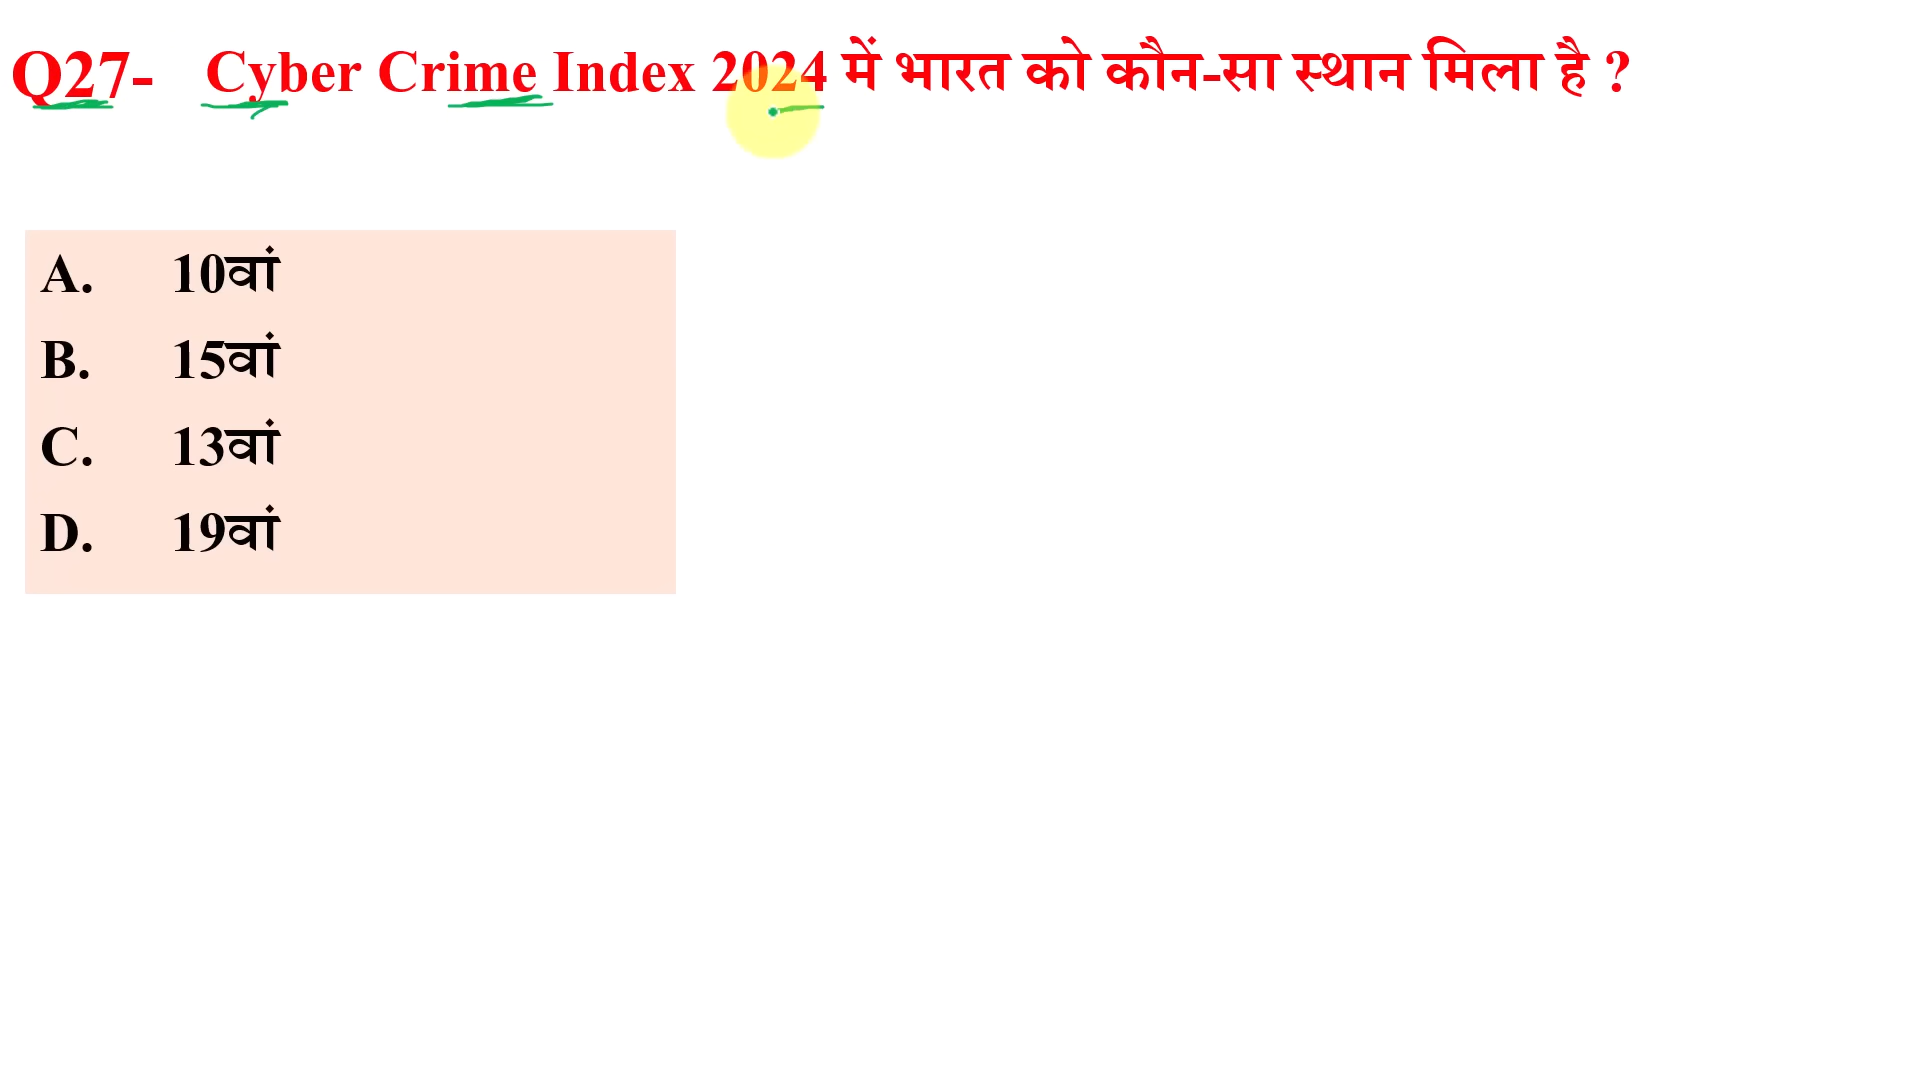 Q27- Cyber Crime Index 2024 में भारत को कौन-सा स्थान मिला है ?
A. 10वां
B. 15वां
C. 13वां
D. 19वां